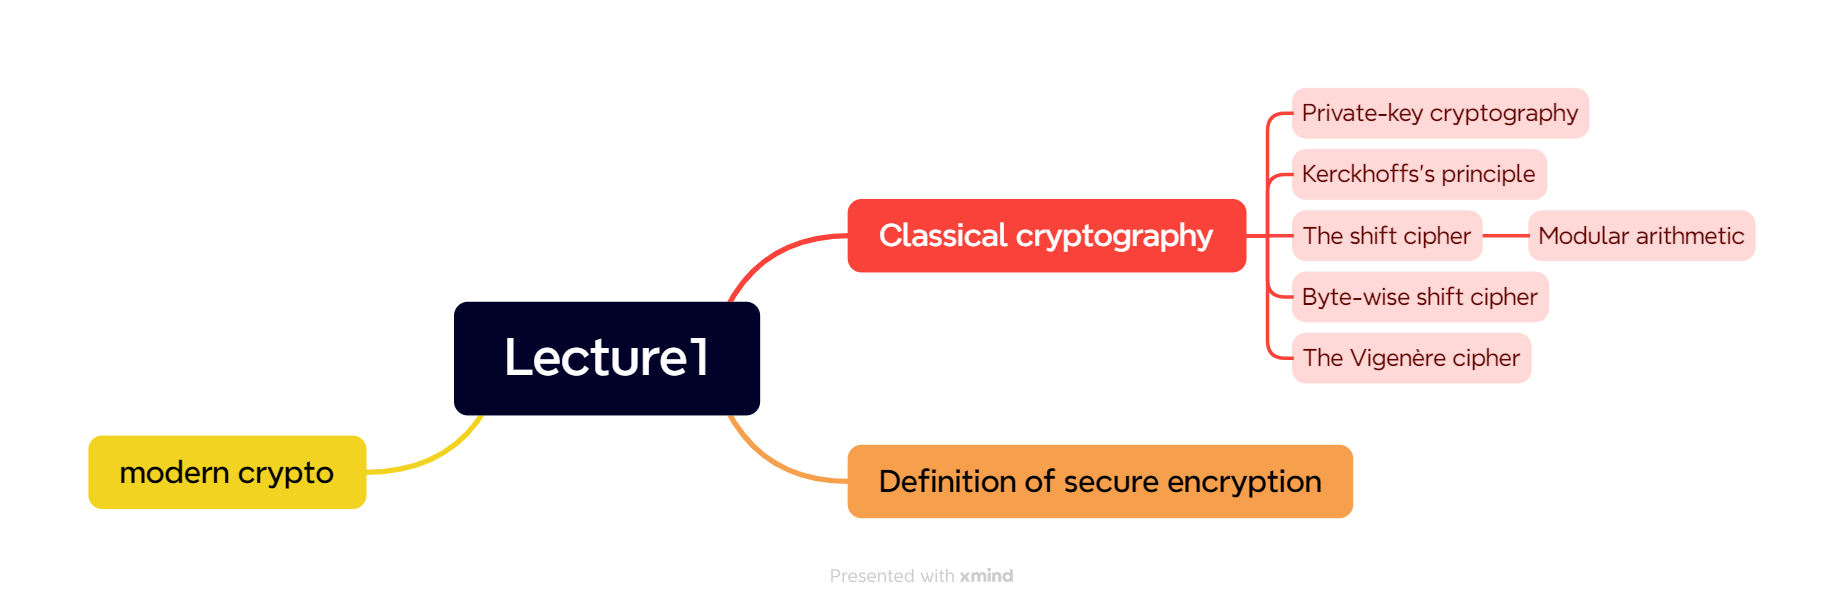 Private-key cryptography
Kerckhoffs's principle
Classical cryptography
The shift cipher
Modular arithmetic
Byte-wise shift cipher
The Vigenère cipher
Lecture1
modern crypto
Definition of secure encryption
Presented with xmind